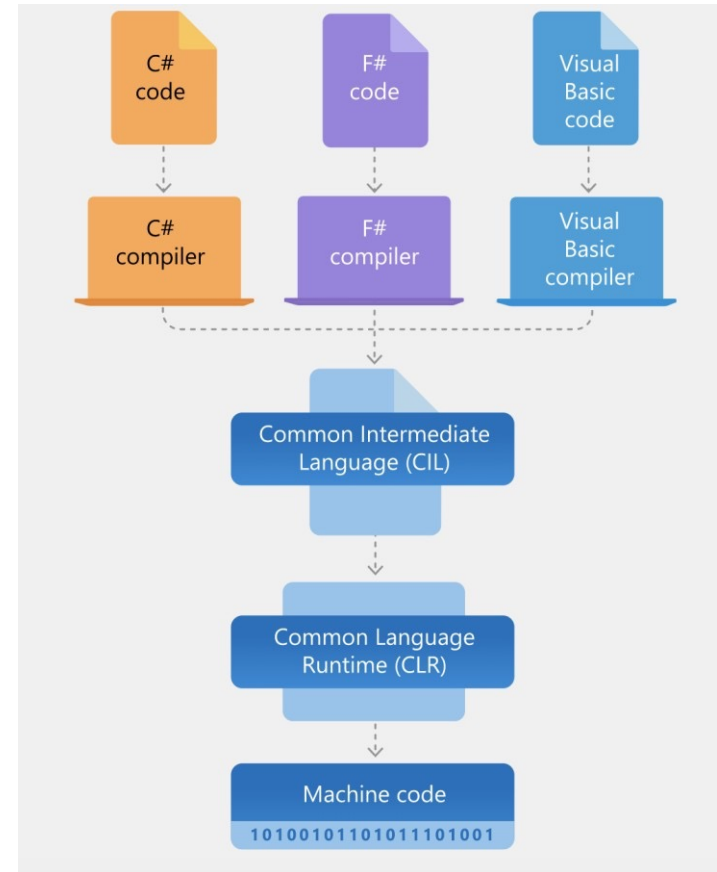 C#
code
F#
code
Visual
Basic
code
C#
compiler
F#
compiler
Visual
Basic
compiler
Common Intermediate
Language (CIL)
Common Language
Runtime (CLR)
Machine code
101001011010111101001